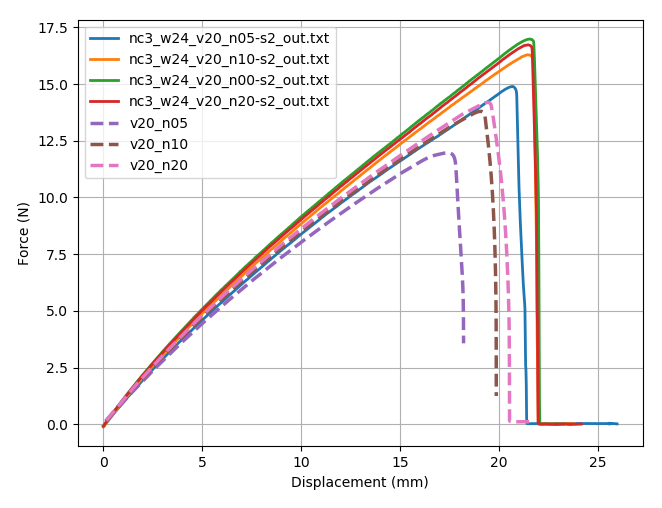 17.5
15.0
12.5
10.0
7.5
5.0
2.5
0.0
Force (N)
nc3_w24_v20_n05-s2_out.txt
nc3_w24_v20_n10-s2_out.txt
nc3_w24_v20_n00-s2_out.txt
nc3_w24_v20_n20-s2_out.txt
v20_n05
v20_n10
v20_n20
0 5 10 15 20 25
Displacement (mm)